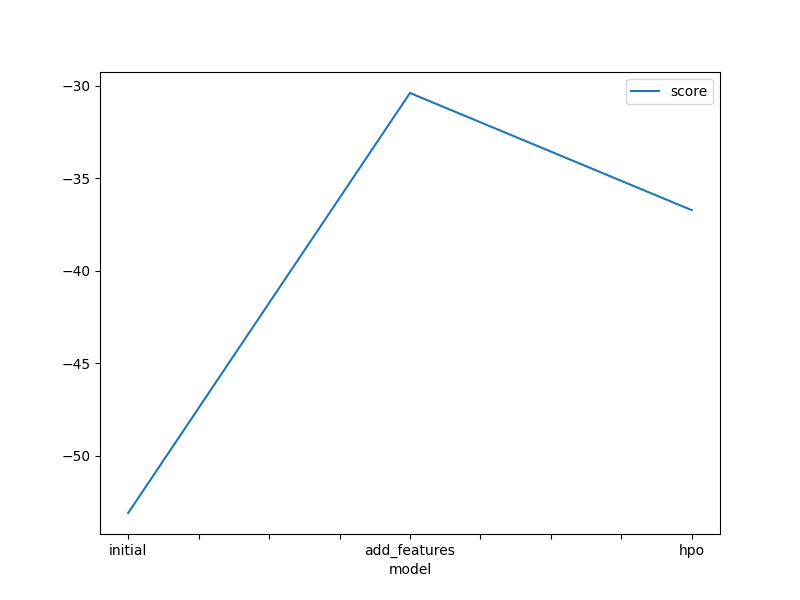 score
−30
−35
−40
−45
−50
initial
add_features
hpo
model